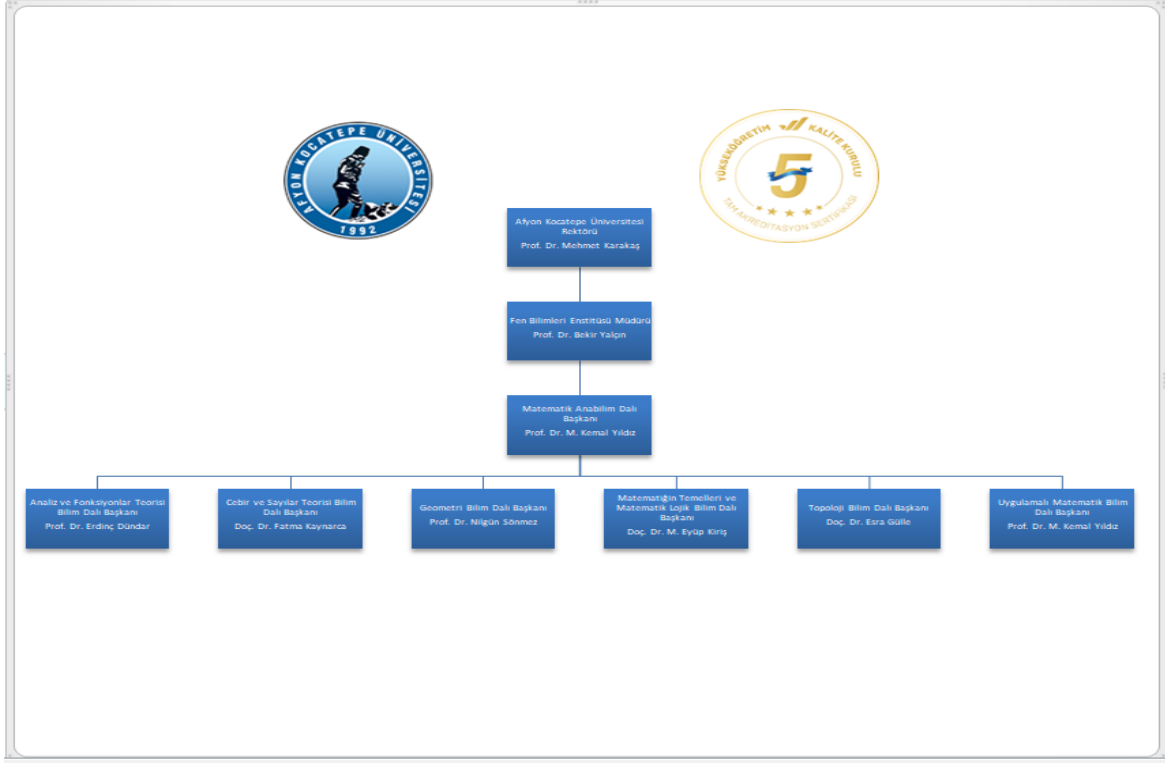 AFYON KOCATEPE ÜNİVERSİTESİ
1992
YÜKSEKÖĞRETİM KALİTE KURULU
5
TAM AKREDİTASYON SERTİFİKASI
Afyon Kocatepe Üniversitesi
Rektörü
Prof. Dr. Mehmet Karakaş
Fen Bilimleri Enstitüsü Müdürü
Prof. Dr. Bekir Yalçın
Matematik Anabilim Dalı
Başkanı
Prof. Dr. M. Kemal Yıldız
Analiz ve Fonksiyonlar Teorisi
Bilim Dalı Başkanı
Prof. Dr. Erdinç Dündar
Cebir ve Sayılar Teorisi Bilim
Dalı Başkanı
Doç. Dr. Fatma Kaynarca
Geometri Bilim Dalı Başkanı
Prof. Dr. Nilgün Sönmez
Matematiğin Temelleri ve
Matematik Lojik Bilim Dalı
Başkanı
Doç. Dr. M. Eyüp Kiriş
Topoloji Bilim Dalı Başkanı
Doç. Dr. Esra Gülle
Uygulamalı Matematik Bilim
Dalı Başkanı
Prof. Dr. M. Kemal Yıldız